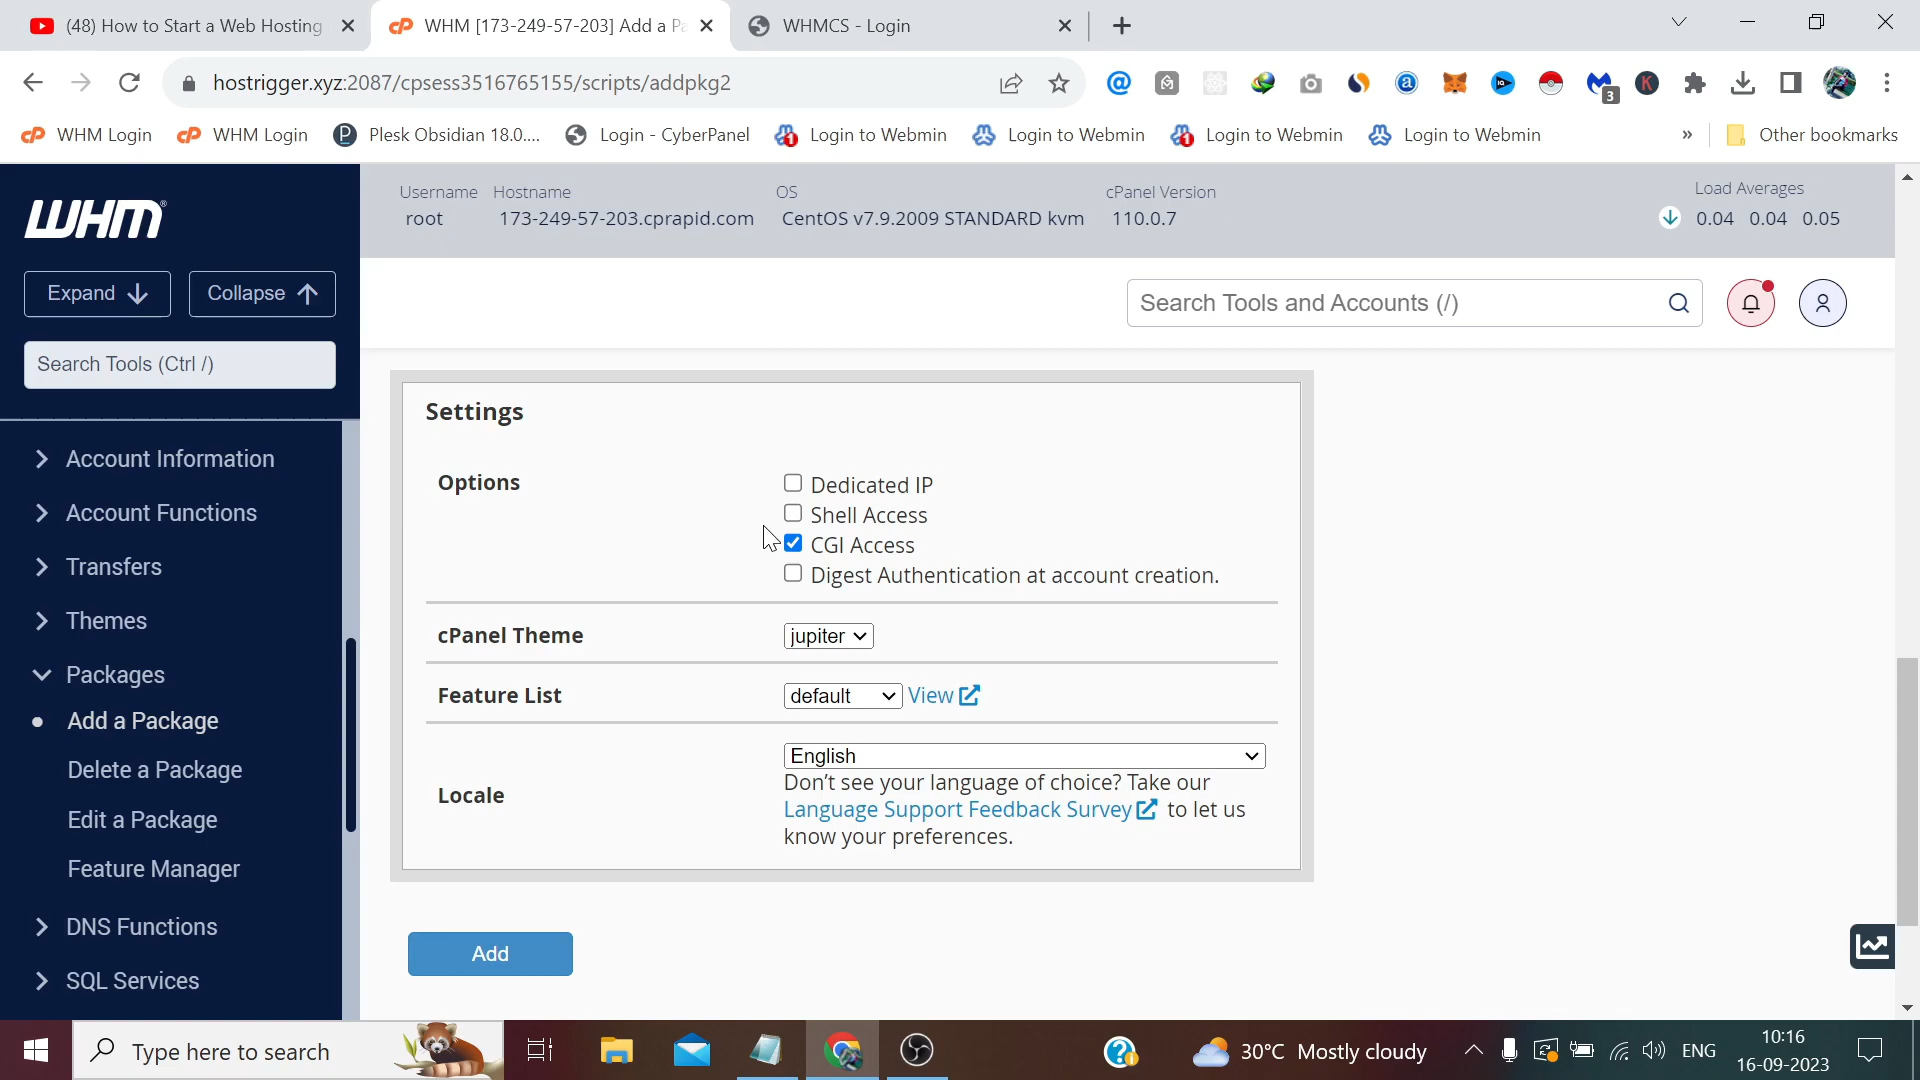 (48) How to Start a Web Hosting
WHM [173-249-57-203] Add a Pa
WHMCS - Login
hostrigger.xyz:2087/cpsess3516765155/scripts/addpkg2
3
WHM Login
WHM Login
Plesk Obsidian 18.0....
Login - CyberPanel
Login to Webmin
Login to Webmin
Login to Webmin
Login to Webmin
»
Other bookmarks
WHM®
Username Hostname OS cPanel Version Load Averages
root 173-249-57-203.cprapid.com CentOS v7.9.2009 STANDARD kvm 110.0.7 0.04 0.04 0.05
Expand
Collapse
Search Tools and Accounts (/)
Search Tools (Ctrl /)
Account Information
Account Functions
Transfers
Themes
Packages
Add a Package
Delete a Package
Edit a Package
Feature Manager
DNS Functions
SQL Services
Settings
Options
Dedicated IP
Shell Access
CGI Access
Digest Authentication at account creation.
cPanel Theme jupiter
Feature List default View
Locale
English
Don't see your language of choice? Take our
Language Support Feedback Survey to let us
know your preferences.
Add
Type here to search
30°C Mostly cloudy
ENG
10:16
16-09-2023